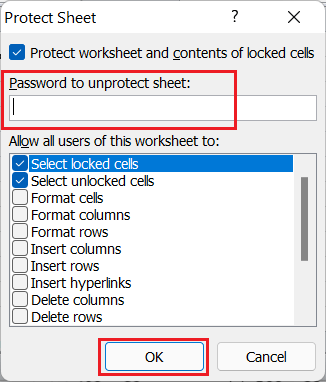 Protect Sheet ? ×
Protect worksheet and contents of locked cells
Password to unprotect sheet:
Allow all users of this worksheet to:
Select locked cells
Select unlocked cells
Format cells
Format columns
Format rows
Insert columns
Insert rows
Insert hyperlinks
Delete columns
Delete rows
OK Cancel